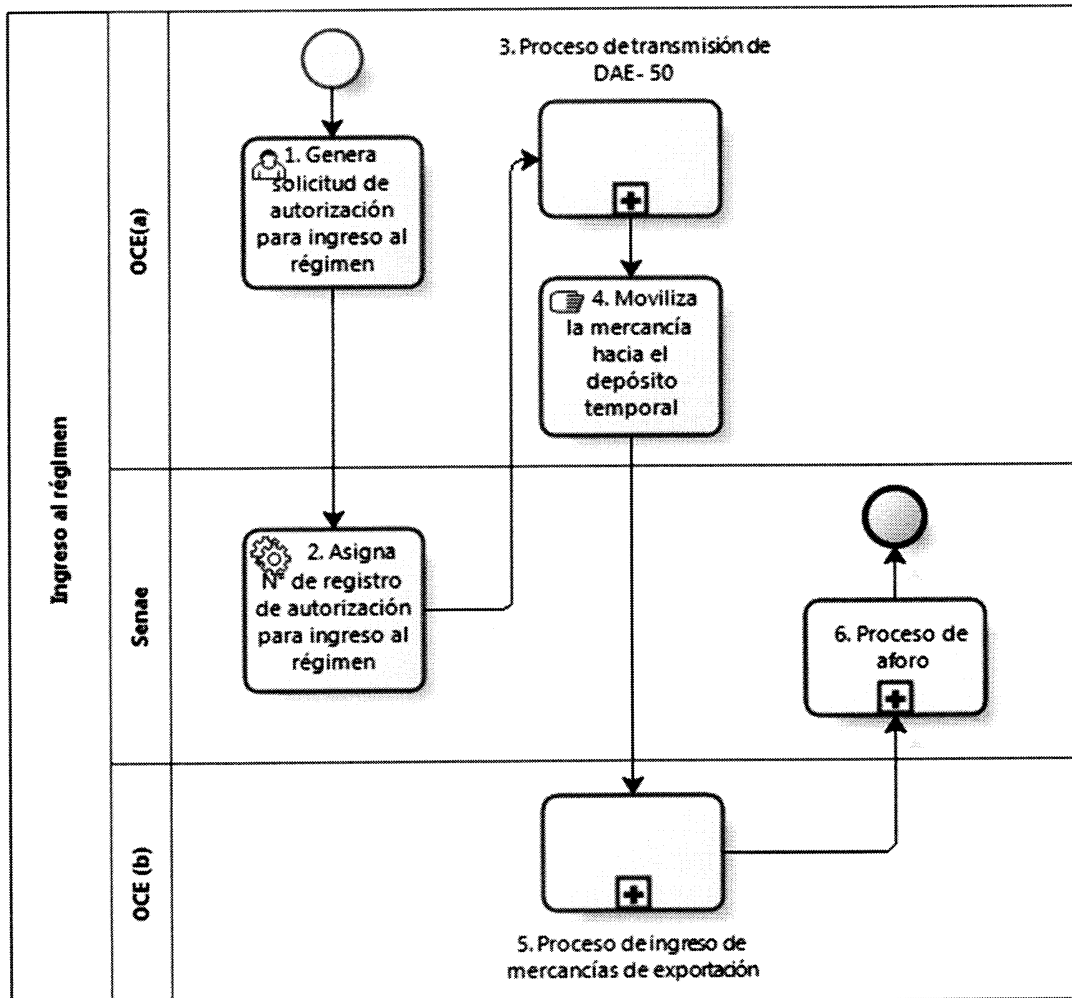 Ingreso al régimen
OCE(a)
1. Genera
solicitud de
autorización
para ingreso al
régimen
3. Proceso de transmisión de
DAE- 50
4. Moviliza
la mercancía
hacia el
depósito
temporal
Senae
2. Asigna
N° de registro
de autorización
para ingreso al
régimen
6. Proceso de
aforo
OCE (b)
5. Proceso de ingreso de
mercancías de exportación